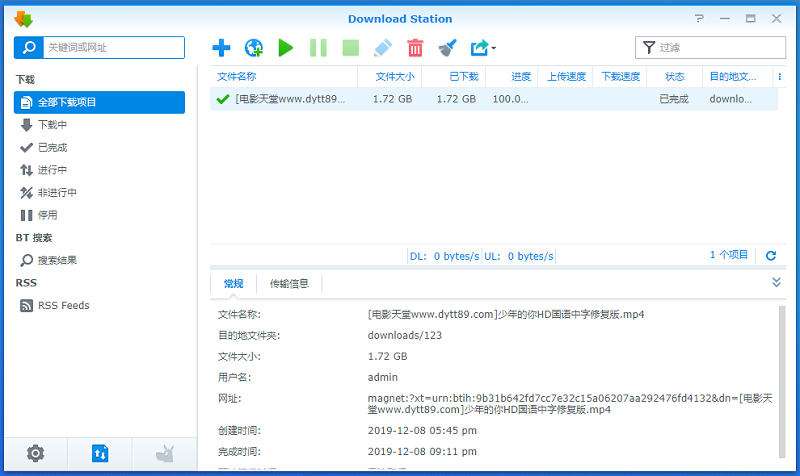 Download Station
关键词或网址
过滤
下载
全部下载项目
下载中
已完成
进行中
非进行中
停用
BT 搜索
搜索结果
RSS
RSS Feeds
文件名称 文件大小 已下载 进度 上传速度 下载速度 状态 目的地文...
[电影天堂www.dytt89... 1.72 GB 1.72 GB 100.0... 已完成 downlo...
DL: 0 bytes/s UL: 0 bytes/s 1 个项目
常规 传输信息
文件名称: [电影天堂www.dytt89.com]少年的你HD国语中字修复版.mp4
目的地文件夹: downloads/123
文件大小: 1.72 GB
用户名: admin
网址: magnet:?xt=urn:btih:9b31b642fd7cc7e32c15a06207aa292476fd4132&dn=[电影天
堂www.dytt89.com]少年的你HD国语中字修复版.mp4
创建时间: 2019-12-08 05:45 pm
完成时间: 2019-12-08 09:11 pm